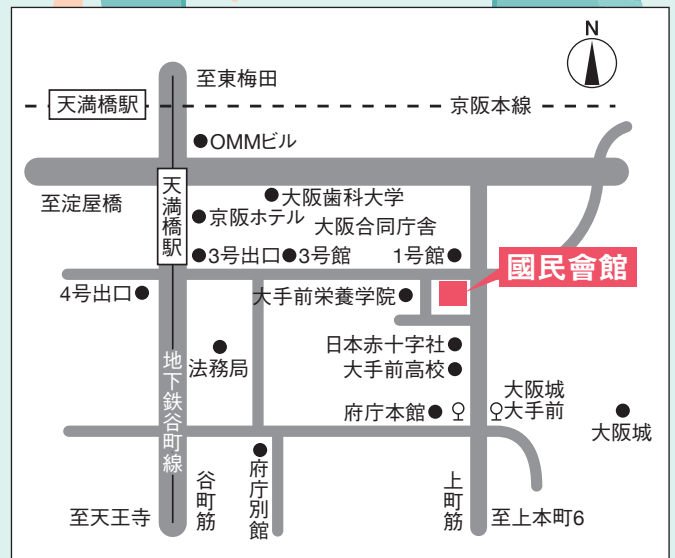 N
至東梅田
天満橋駅
京阪本線
OMMビル
天満橋駅
大阪歯科大学
至淀屋橋
京阪ホテル
大阪合同庁舎
3号出口
3号館
1号館
國民會館
4号出口
大手前栄養学院
日本赤十字社
法務局
大手前高校
地下鉄谷町線
大阪城
大手前
府庁本館
大阪城
谷町筋
府庁別館
上町筋
至天王寺
至上本町6